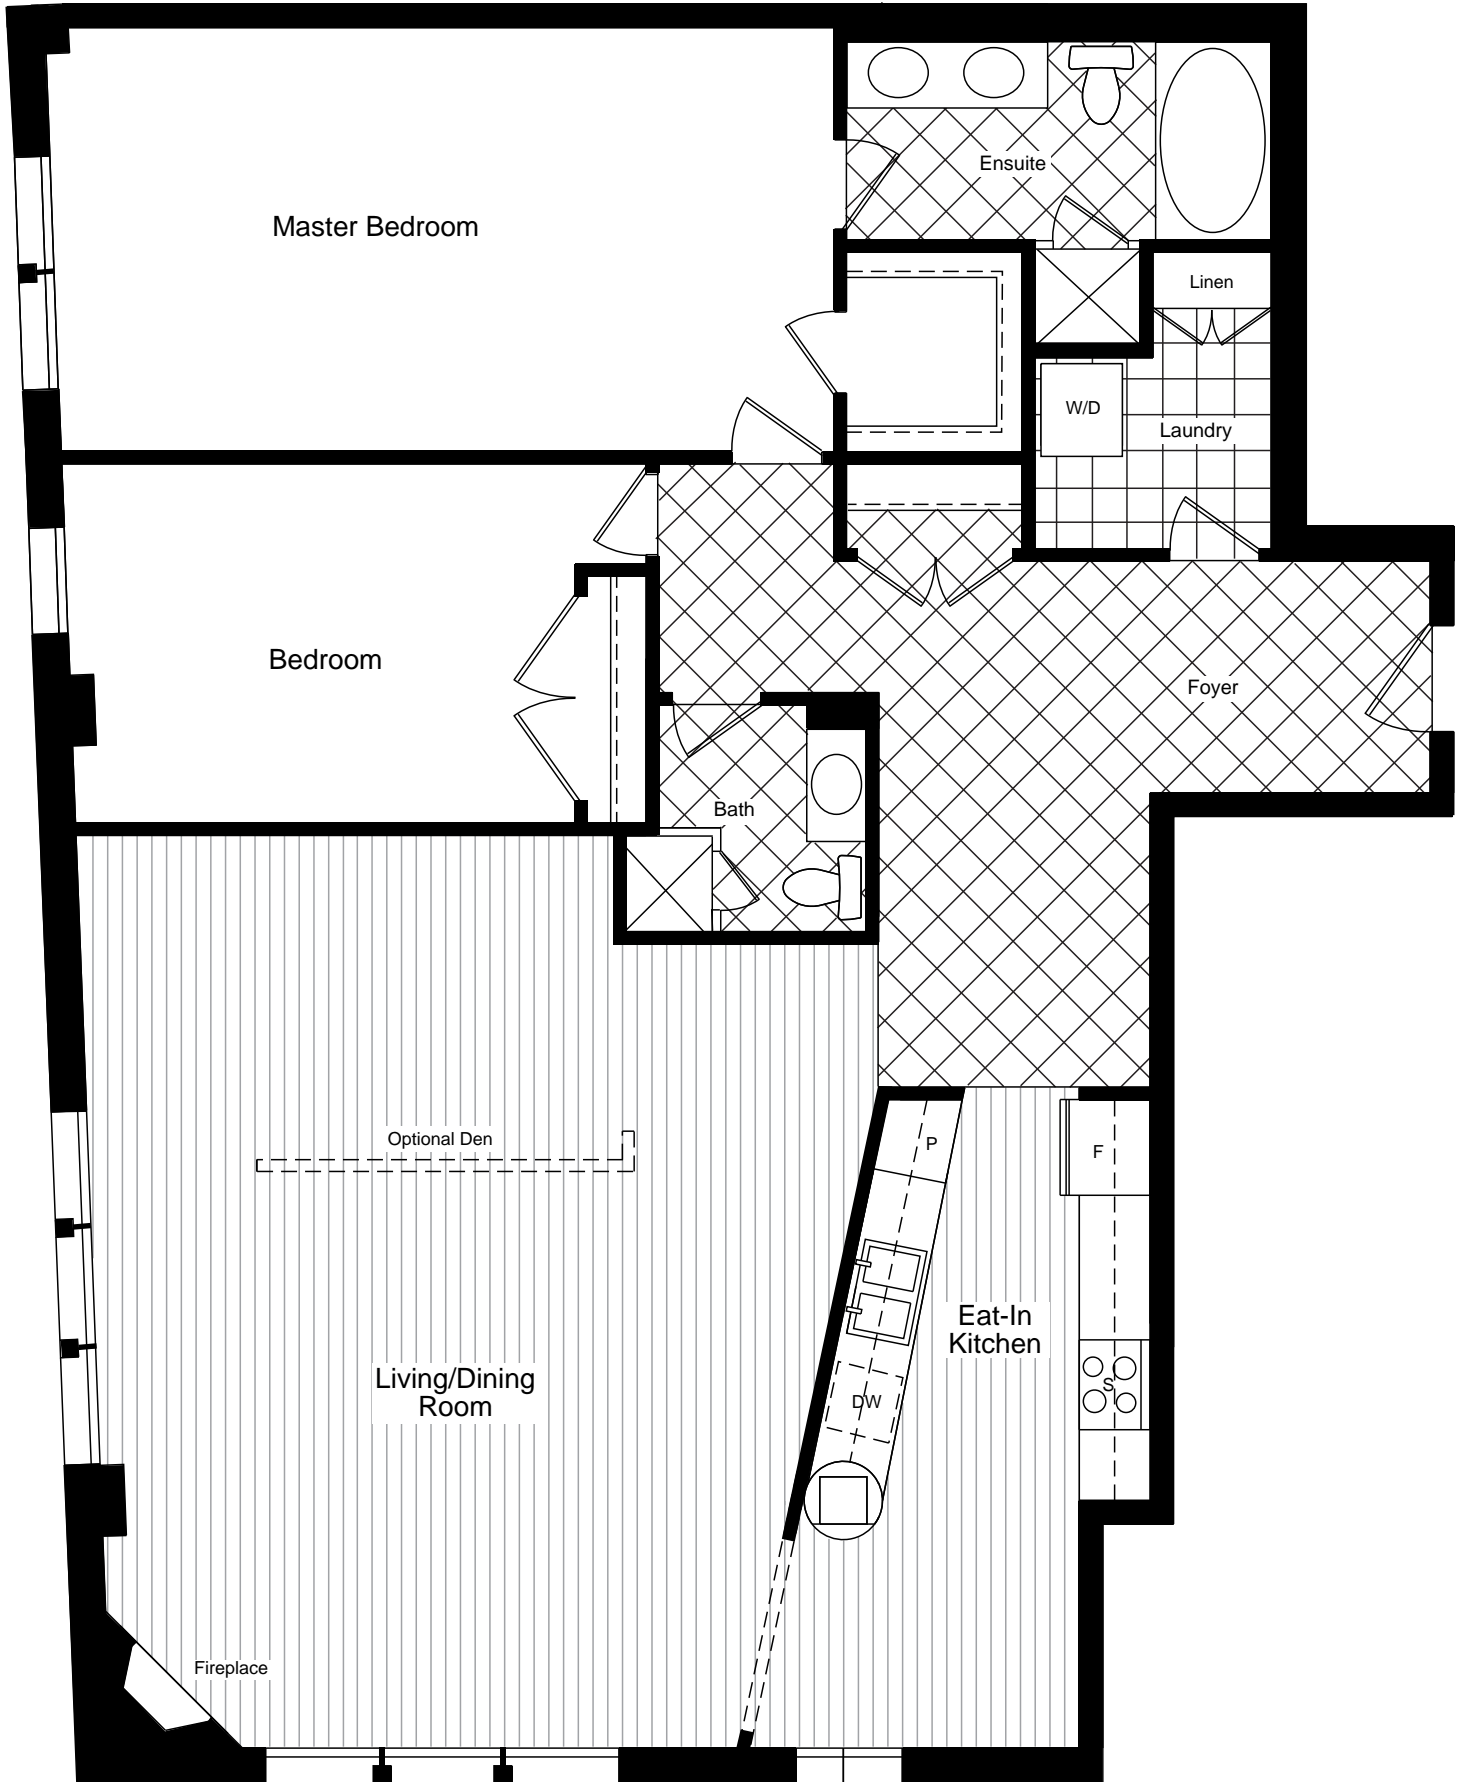 Ensuite
Master Bedroom
Linen
W/D
Laundry
Bedroom
Foyer
Bath
Optional Den
P
F
Eat-In
Kitchen
Living/Dining
Room
S
DW
Fireplace